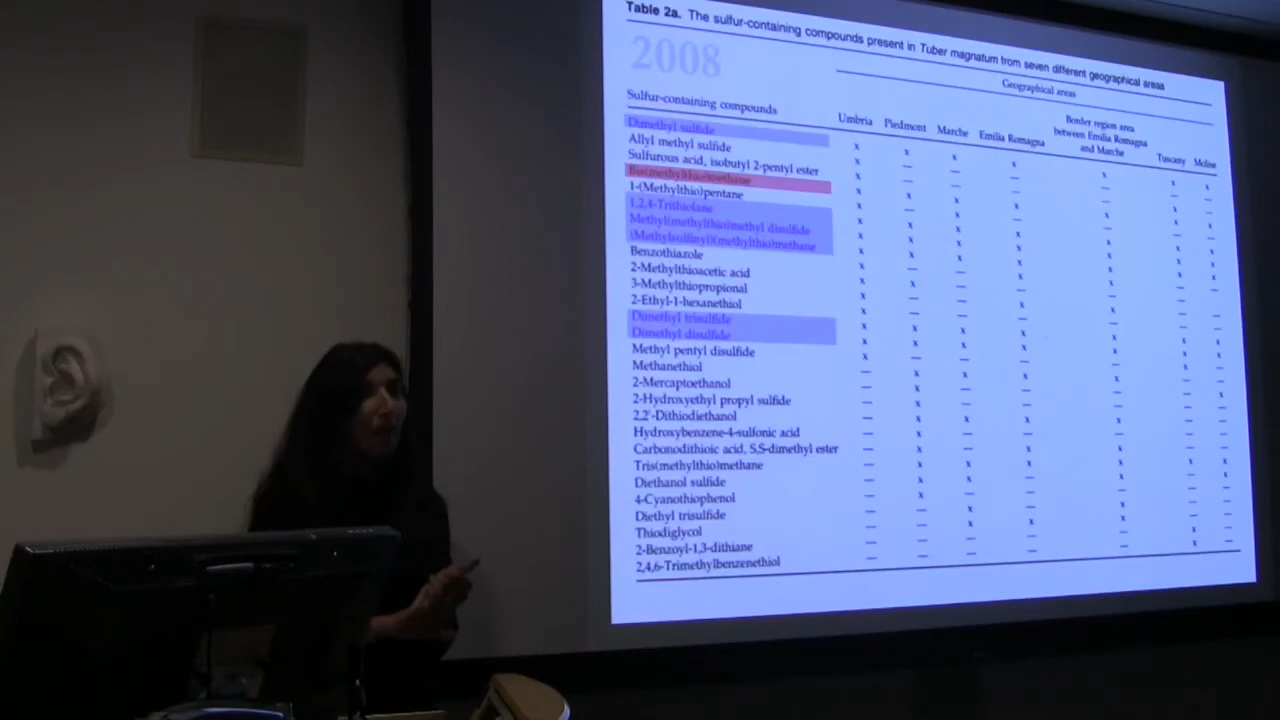 Table 2a. The sulfur-containing compounds present in Tuber magnatum from seven different geographical areas
2008
Geographical areas
Sulfur-containing compounds
Umbria Piedmont Marche Emilia Romagna Border region area between Emilia Romagna and Marche Tuscany Molise
Dimethyl sulfide
Allyl methyl sulfide
Sulfurous acid, isobutyl 2-pentyl ester
Bis(methylthio)methane
1-(Methylthio)pentane
1,2,4-Trithiolane
Methyl(methylthio)methyl disulfide
(Methylsulfinyl)(methylthio)methane
Benzothiazole
2-Methylthioacetic acid
3-Methylthiopropional
2-Ethyl-1-hexanethiol
Dimethyl trisulfide
Dimethyl disulfide
Methyl pentyl disulfide
Methanethiol
2-Mercaptoethanol
2-Hydroxyethyl propyl sulfide
2,2'-Dithiodiethanol
Hydroxybenzene-4-sulfonic acid
Carbonodithioic acid, S,S-dimethyl ester
Tris(methylthio)methane
Diethanol sulfide
4-Cyanothiophenol
Diethyl trisulfide
Thiodiglycol
2-Benzoyl-1,3-dithiane
2,4,6-Trimethylbenzenethiol